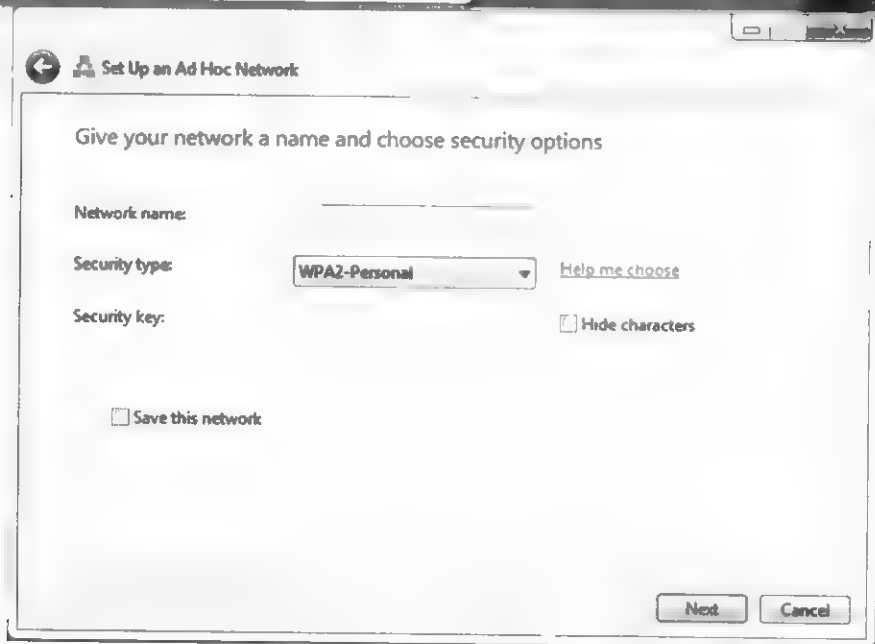 Set Up an Ad Hoc Network
Give your network a name and choose security options
Network name:
Security type:
WPA2-Personal
Help me choose
Security key:
Hide characters
Save this network
Next
Cancel